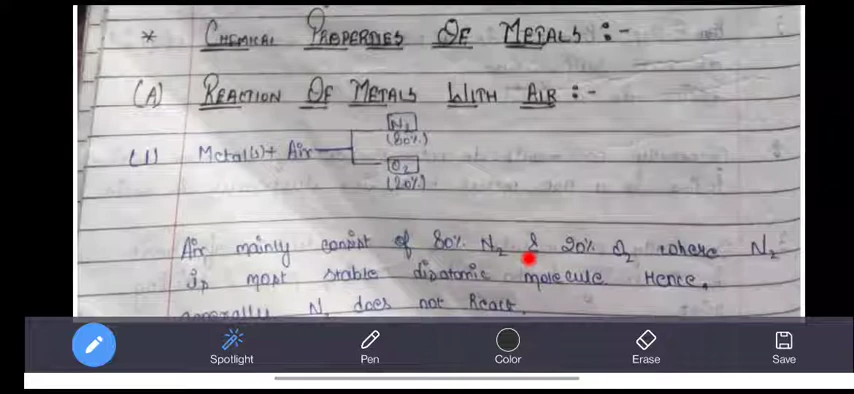 * CHEMICAL PROPERTIES OF METALS :-
(A) REACTION OF METALS WITH AIR :-
(1) Metal(s) + Air
N2
(80%)
O2
(20%)
Air mainly consist of 80% N2 & 20% O2 where N2
is most stable diatomic molecule Hence,
generally N2 does not React.
Spotlight
Pen
Color
Erase
Save